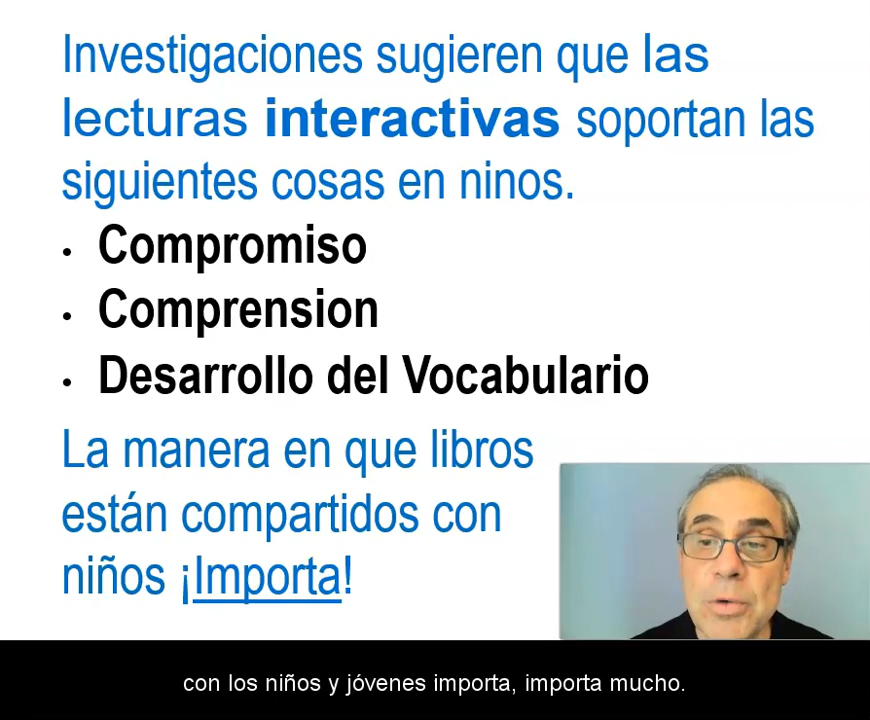 Investigaciones sugieren que las
lecturas interactivas soportan las
siguientes cosas en ninos.
• Compromiso
• Comprension
• Desarrollo del Vocabulario
La manera en que libros
están compartidos con
niños ¡Importa!
con los niños y jóvenes importa, importa mucho.